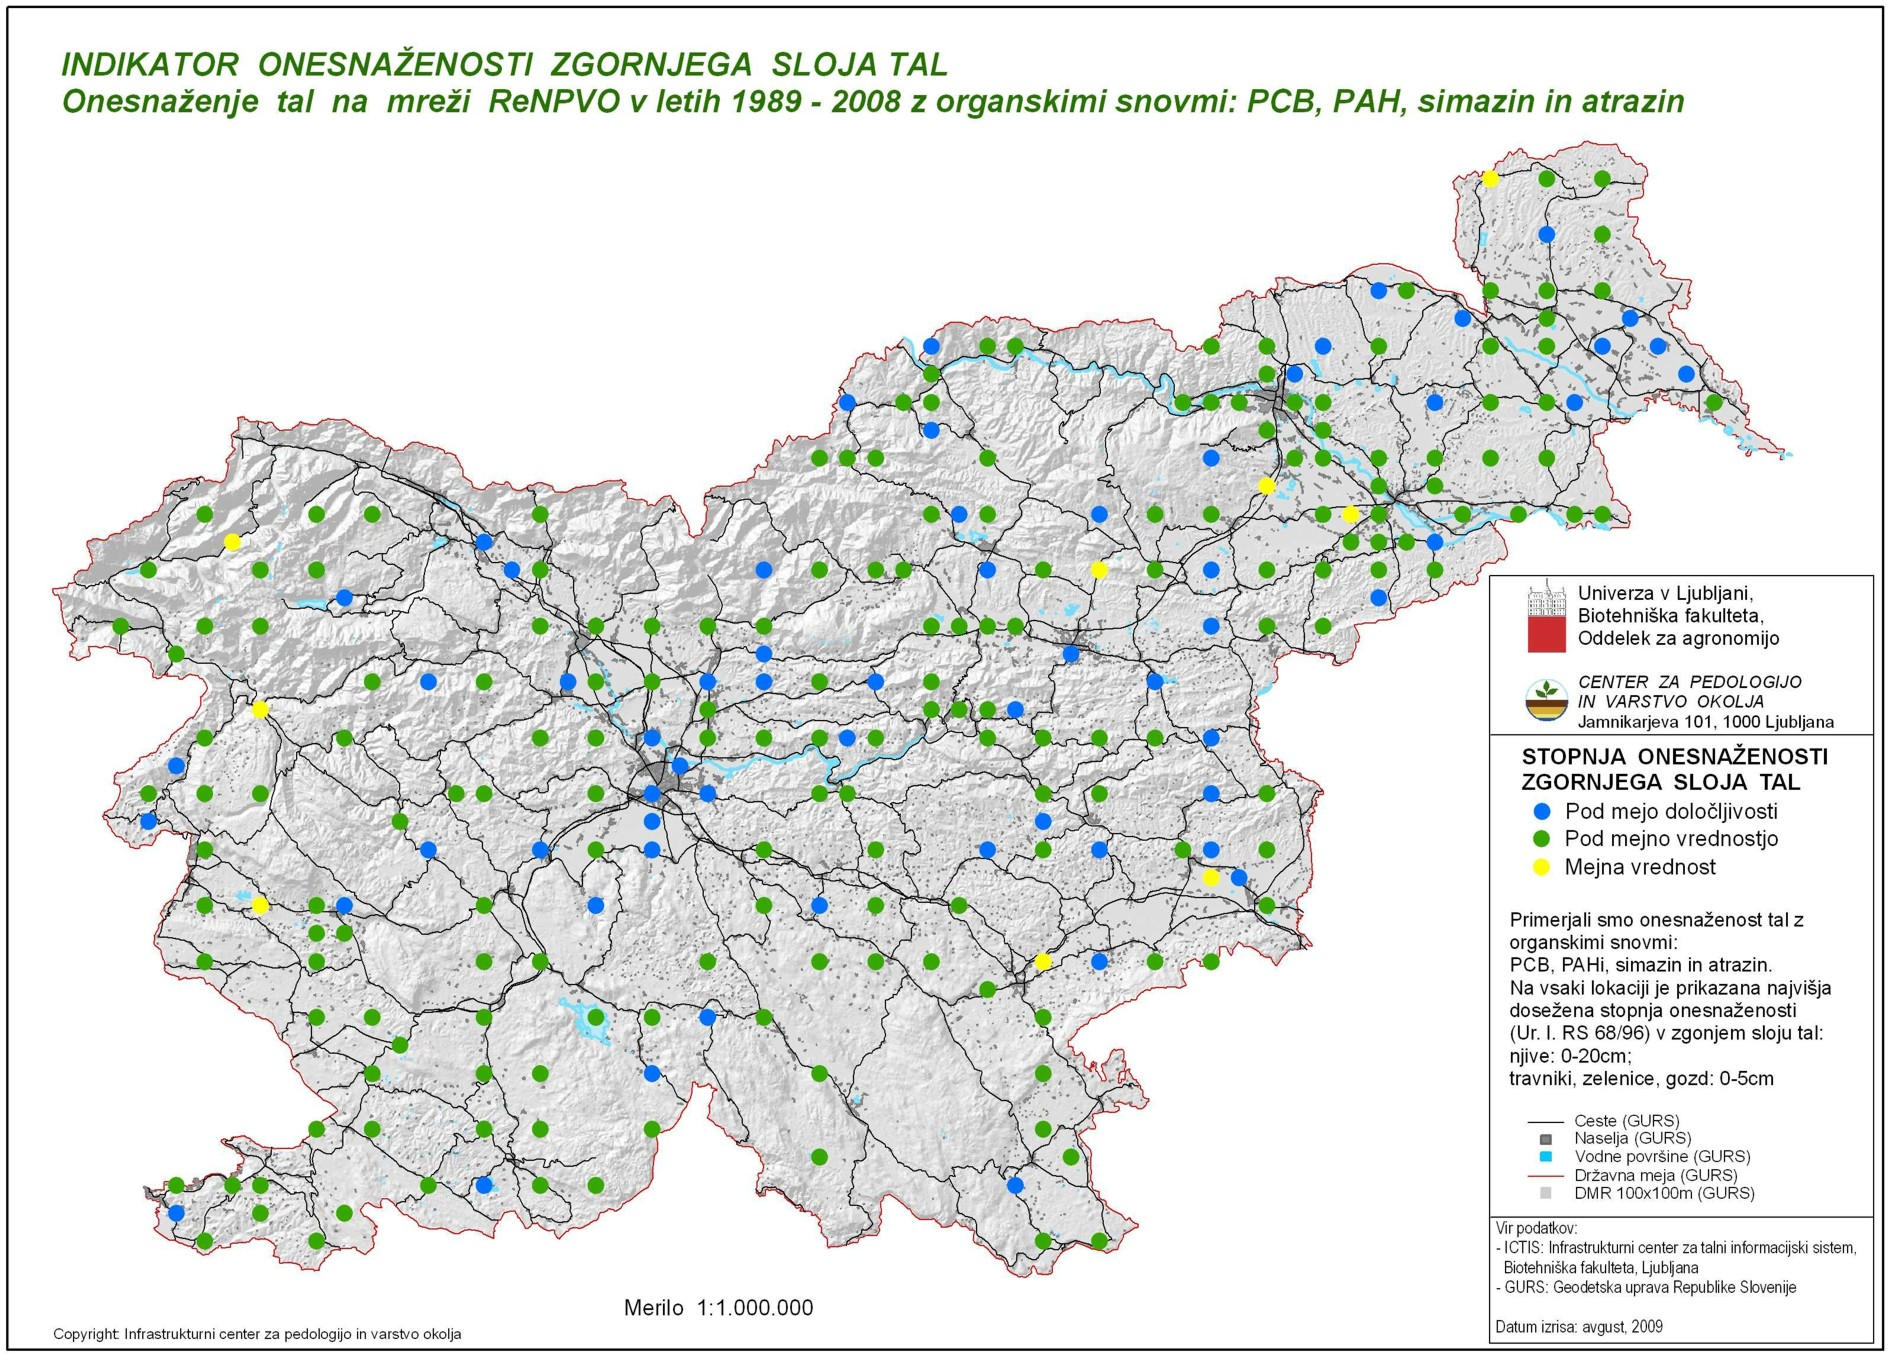 INDIKATOR ONESNAŽENOSTI ZGORNJEGA SLOJA TAL
Onesnaženje tal na mreži ReNPVO v letih 1989 - 2008 z organskimi snovmi: PCB, PAH, simazin in atrazin
Univerza v Ljubljani,
Biotehniška fakulteta,
Oddelek za agronomijo
CENTER ZA PEDOLOGIJO
IN VARSTVO OKOLJA
Jamnikarjeva 101, 1000 Ljubljana
STOPNJA ONESNAŽENOSTI
ZGORNJEGA SLOJA TAL
Pod mejo določljivosti
Pod mejno vrednostjo
Mejna vrednost
Primerjali smo onesnaženost tal z
organskimi snovmi:
PCB, PAHi, simazin in atrazin.
Na vsaki lokaciji je prikazana najvišja
dosežena stopnja onesnaženosti
(Ur. l. RS 68/96) v zgonjem sloju tal:
njive: 0-20cm;
travniki, zelenice, gozd: 0-5cm
Ceste (GURS)
Naselja (GURS)
Vodne površine (GURS)
Državna meja (GURS)
DMR 100x100m (GURS)
Vir podatkov:
- ICTIS: Infrastrukturni center za talni informacijski sistem,
Biotehniška fakulteta, Ljubljana
- GURS: Geodetska uprava Republike Slovenije
Datum izrisa: avgust, 2009
Merilo 1:1.000.000
Copyright: Infrastrukturni center za pedologijo in varstvo okolja